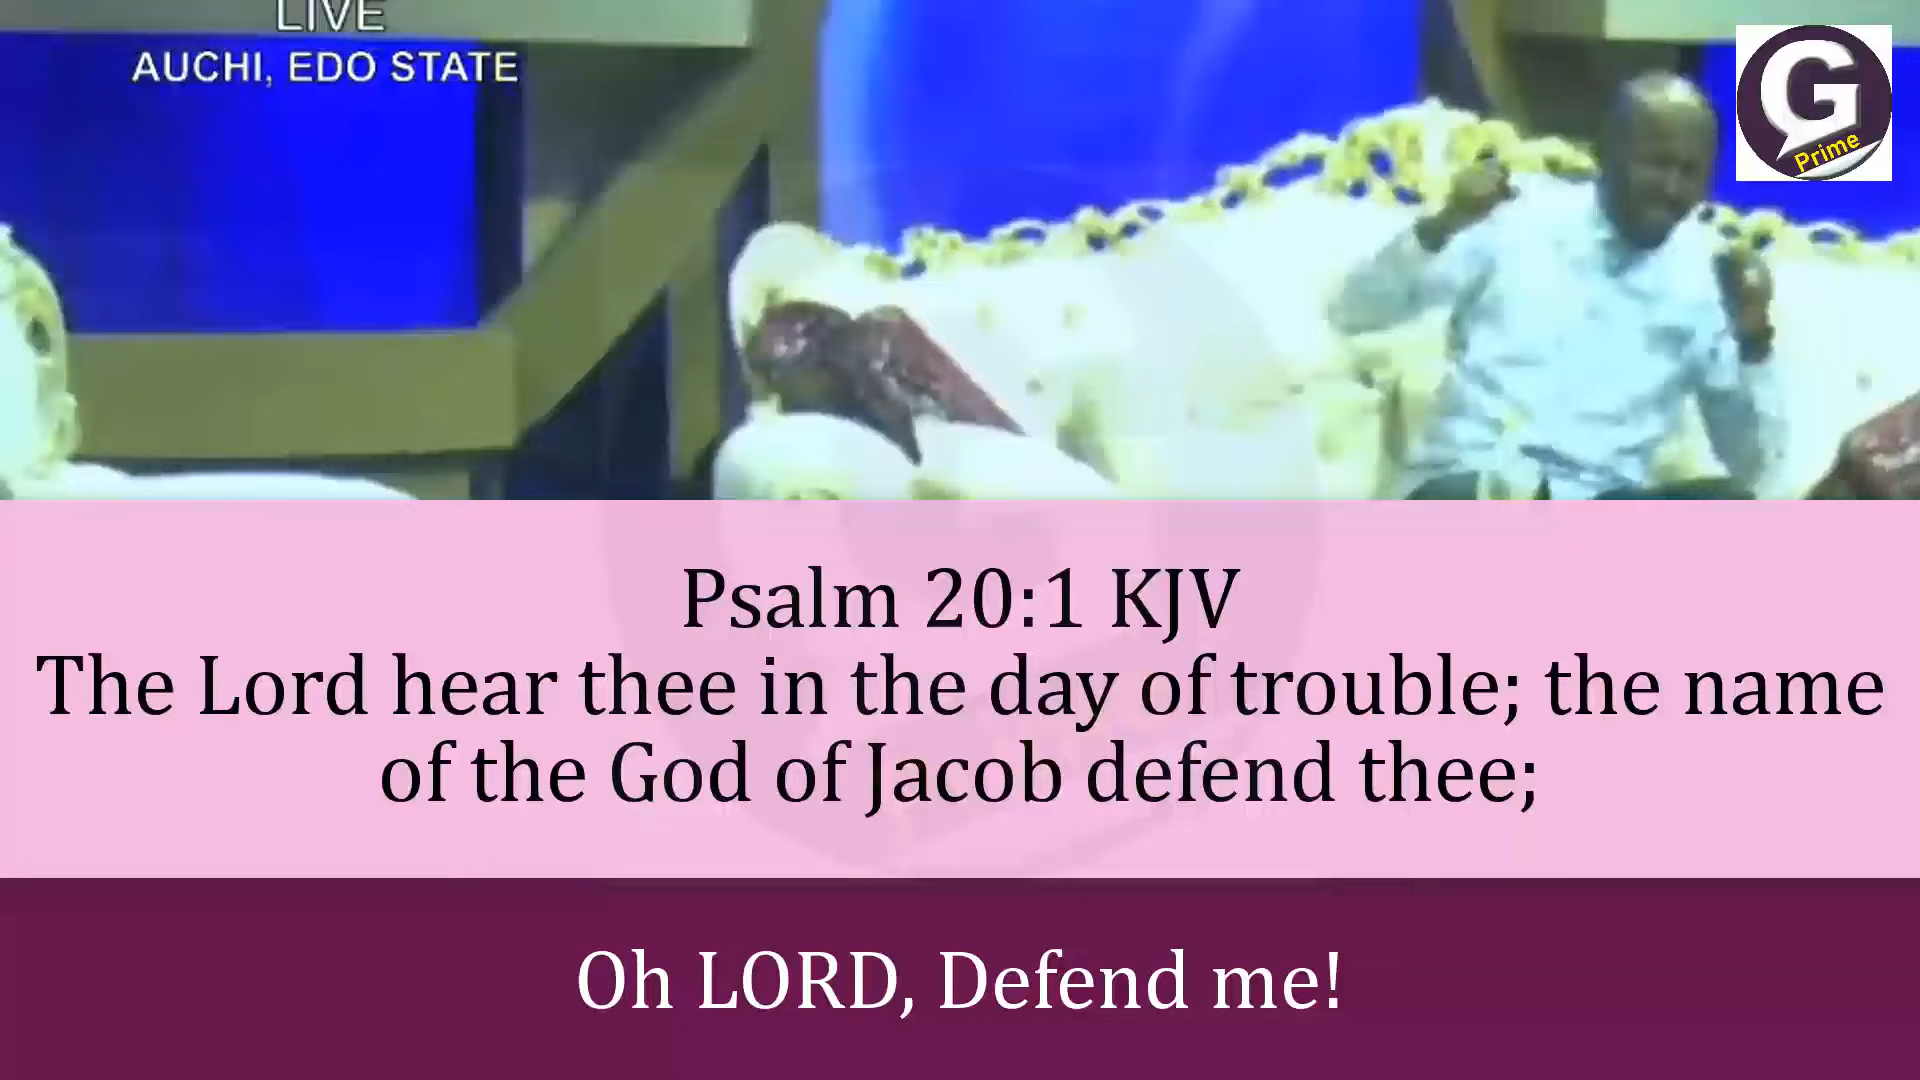 LIVE
AUCHI, EDO STATE
G
Prime
Psalm 20:1 KJV
The Lord hear thee in the day of trouble; the name
of the God of Jacob defend thee;
Oh LORD, Defend me!